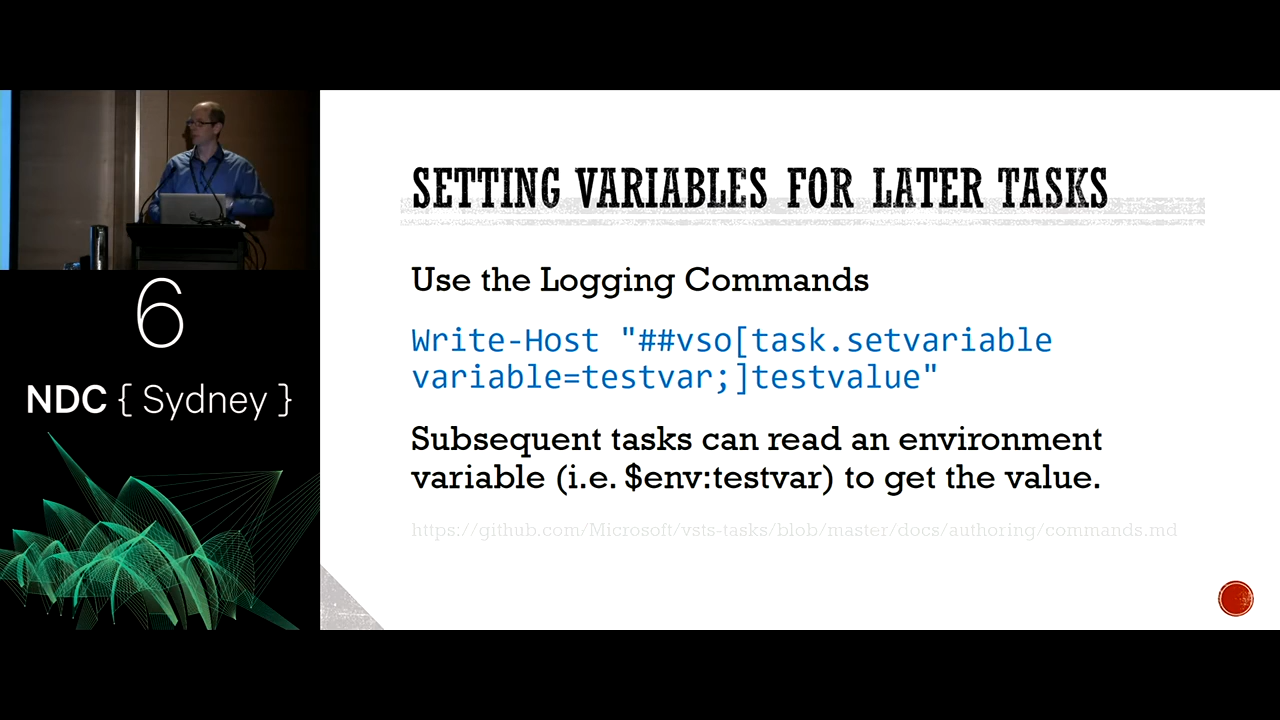 SETTING VARIABLES FOR LATER TASKS
Use the Logging Commands
Write-Host "##vso[task.setvariable
variable=testvar;]testvalue"
Subsequent tasks can read an environment
variable (i.e. $env:testvar) to get the value.
https://github.com/Microsoft/vsts-tasks/blob/master/docs/authoring/commands.md
6
NDC { Sydney }